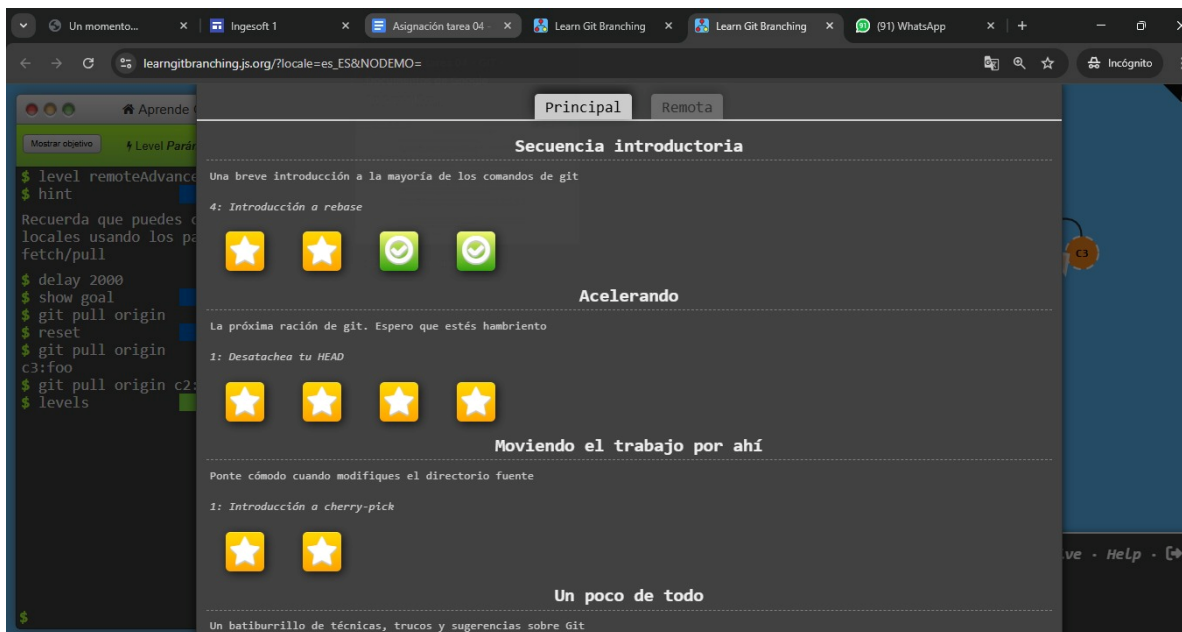 Un momento...
Ingesoft 1
Asignación tarea 04 -
Learn Git Branching
Learn Git Branching
(91) WhatsApp
learngitbranching.js.org/?locale=es_ES&NODEMO=
Incógnito
Aprende
Principal
Remota
Mostrar objetivo
Level Parám
Secuencia introductoria
Una breve introducción a la mayoría de los comandos de git
4: Introducción a rebase
$ level remoteAdvance
$ hint
Recuerda que puedes c
locales usando los pa
fetch/pull
$ delay 2000
$ show goal
$ git pull origin
$ reset
$ git pull origin
c3:foo
$ git pull origin c2:
$ levels
$
C3
Acelerando
La próxima ración de git. Espero que estés hambriento
1: Desatachea tu HEAD
Moviendo el trabajo por ahí
Ponte cómodo cuando modifiques el directorio fuente
1: Introducción a cherry-pick
ve · Help ·
Un poco de todo
Un batiburrillo de técnicas, trucos y sugerencias sobre Git